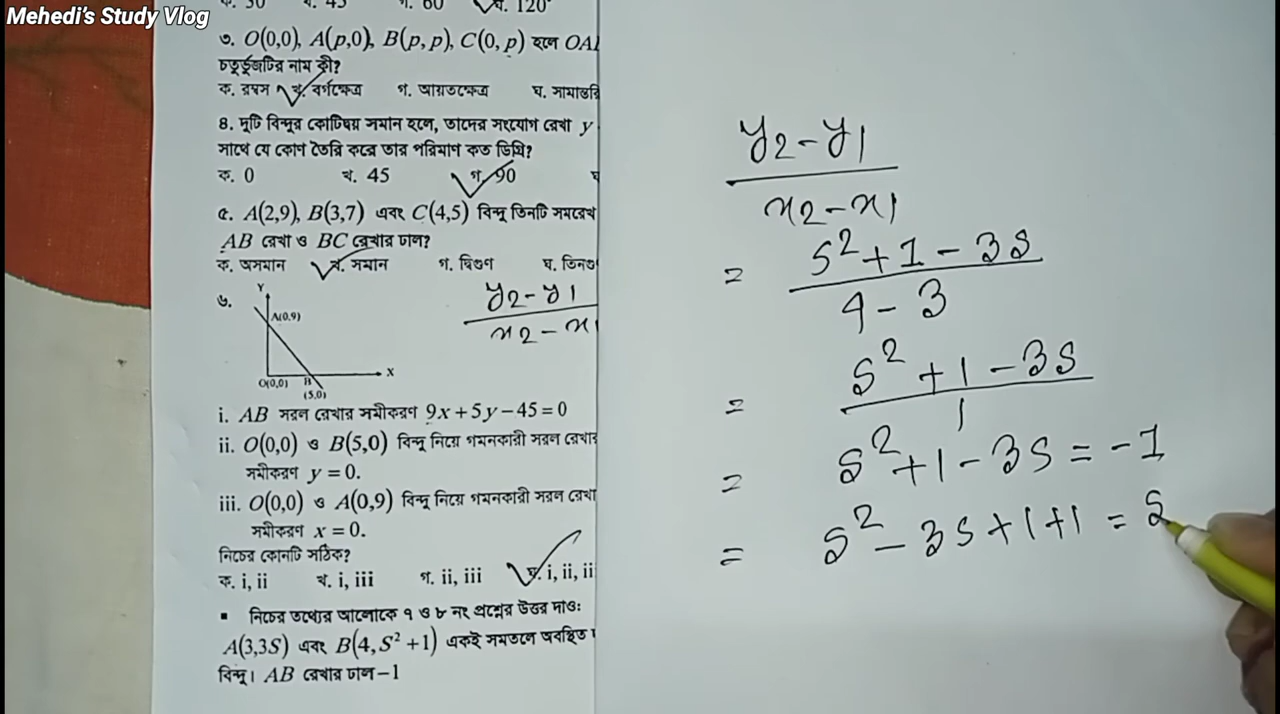 Mehedi's Study Vlog
ক. 30 খ. 45 গ. 60 ঘ. 120°
৩. O(0,0), A(p,0), B(p,p), C(0,p) হলে
চতুর্ভুজটির নাম কী?
ক. রম্বস খ. বর্গক্ষেত্র গ. আয়তক্ষেত্র ঘ.
8. দুটি বিন্দুর কোটিদ্বয় সমান হলে, তাদের সংযোগ রেখা y
সাথে যে কোণ তৈরি করে তার পরিমাণ কত ডিগ্রি?
ক. 0 খ. 45 গ. 90
৫. A(2,9), B(3,7) এবং C(4,5) বিন্দু তিনটি
AB রেখা ও BC রেখার ঢাল?
ক. অসমান খ. সমান গ. দ্বিগুণ ঘ.
y2-y1
x2-x1
৬.
Y
A(0.9)
O(0,0) B X
(5,0)
i. AB সরল রেখার সমীকরণ 9x+5y-45=0
ii. O(0,0) ও B(5,0) বিন্দু দিয়ে গমনকারী সরল রেখার
সমীকরণ y=0.
iii. O(0,0) ও A(0,9) বিন্দু দিয়ে গমনকারী সরল রেখা
সমীকরণ x=0.
নিচের কোনটি সঠিক?
ক. i, ii খ. i, iii গ. ii, iii ঘ. i, ii, ii
▪ নিচের তথ্যের আলোকে ৭ ও ৮ নং প্রশ্নের উত্তর দাও:
A(3,3S) এবং B(4,S²+1) একই সমতলে অবস্থিত
বিন্দু। AB রেখার ঢাল-1
y2-y1
x2-x1
= s²+1-3s
4-3
= s²+1-3s
1
= s²+1-3s=-1
= s²-3s+1+1=s